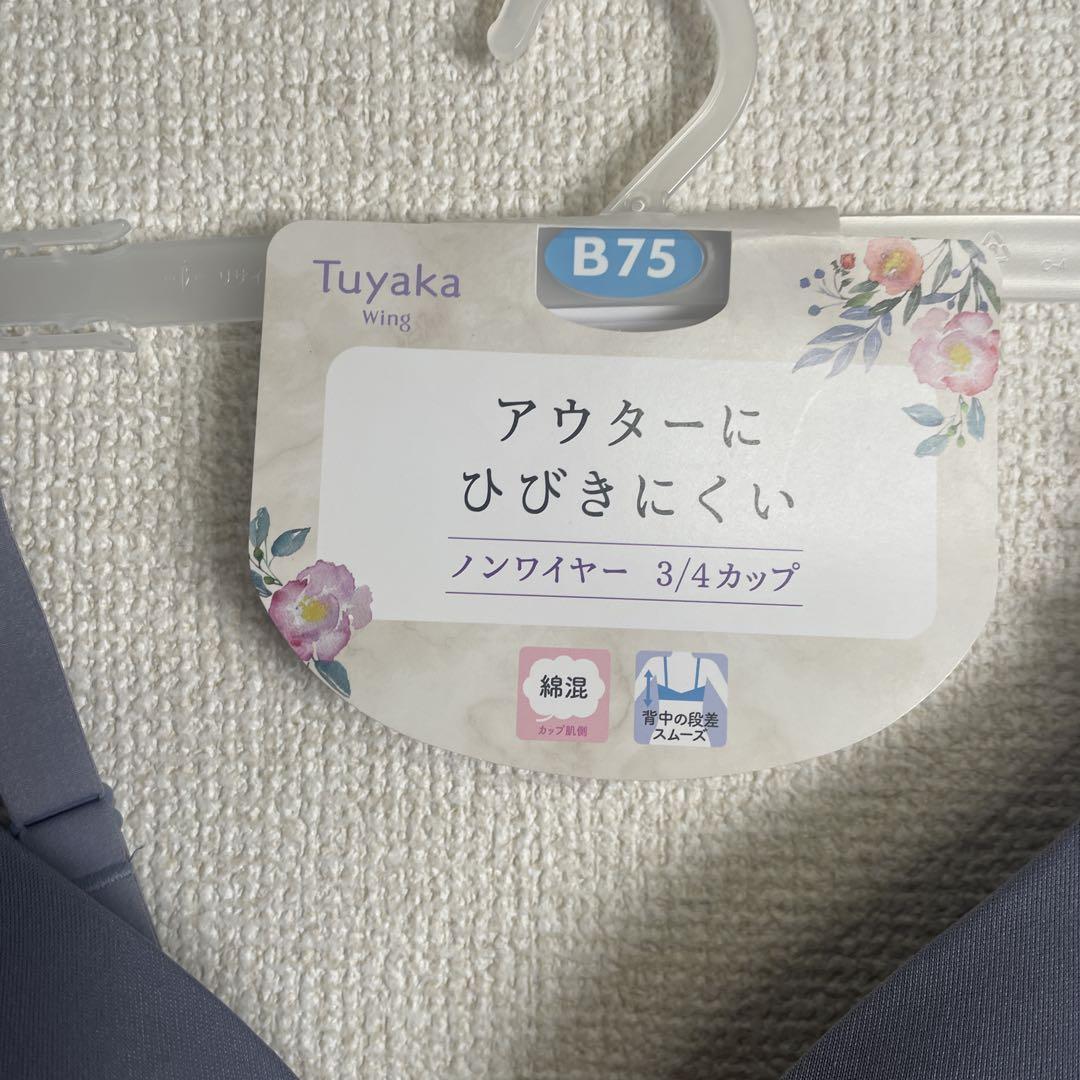 B75
Tuyaka
Wing
アウターに
ひびきにくい
ノンワイヤー 3/4カップ
綿混
カップ肌側
背中の段差
スムーズ